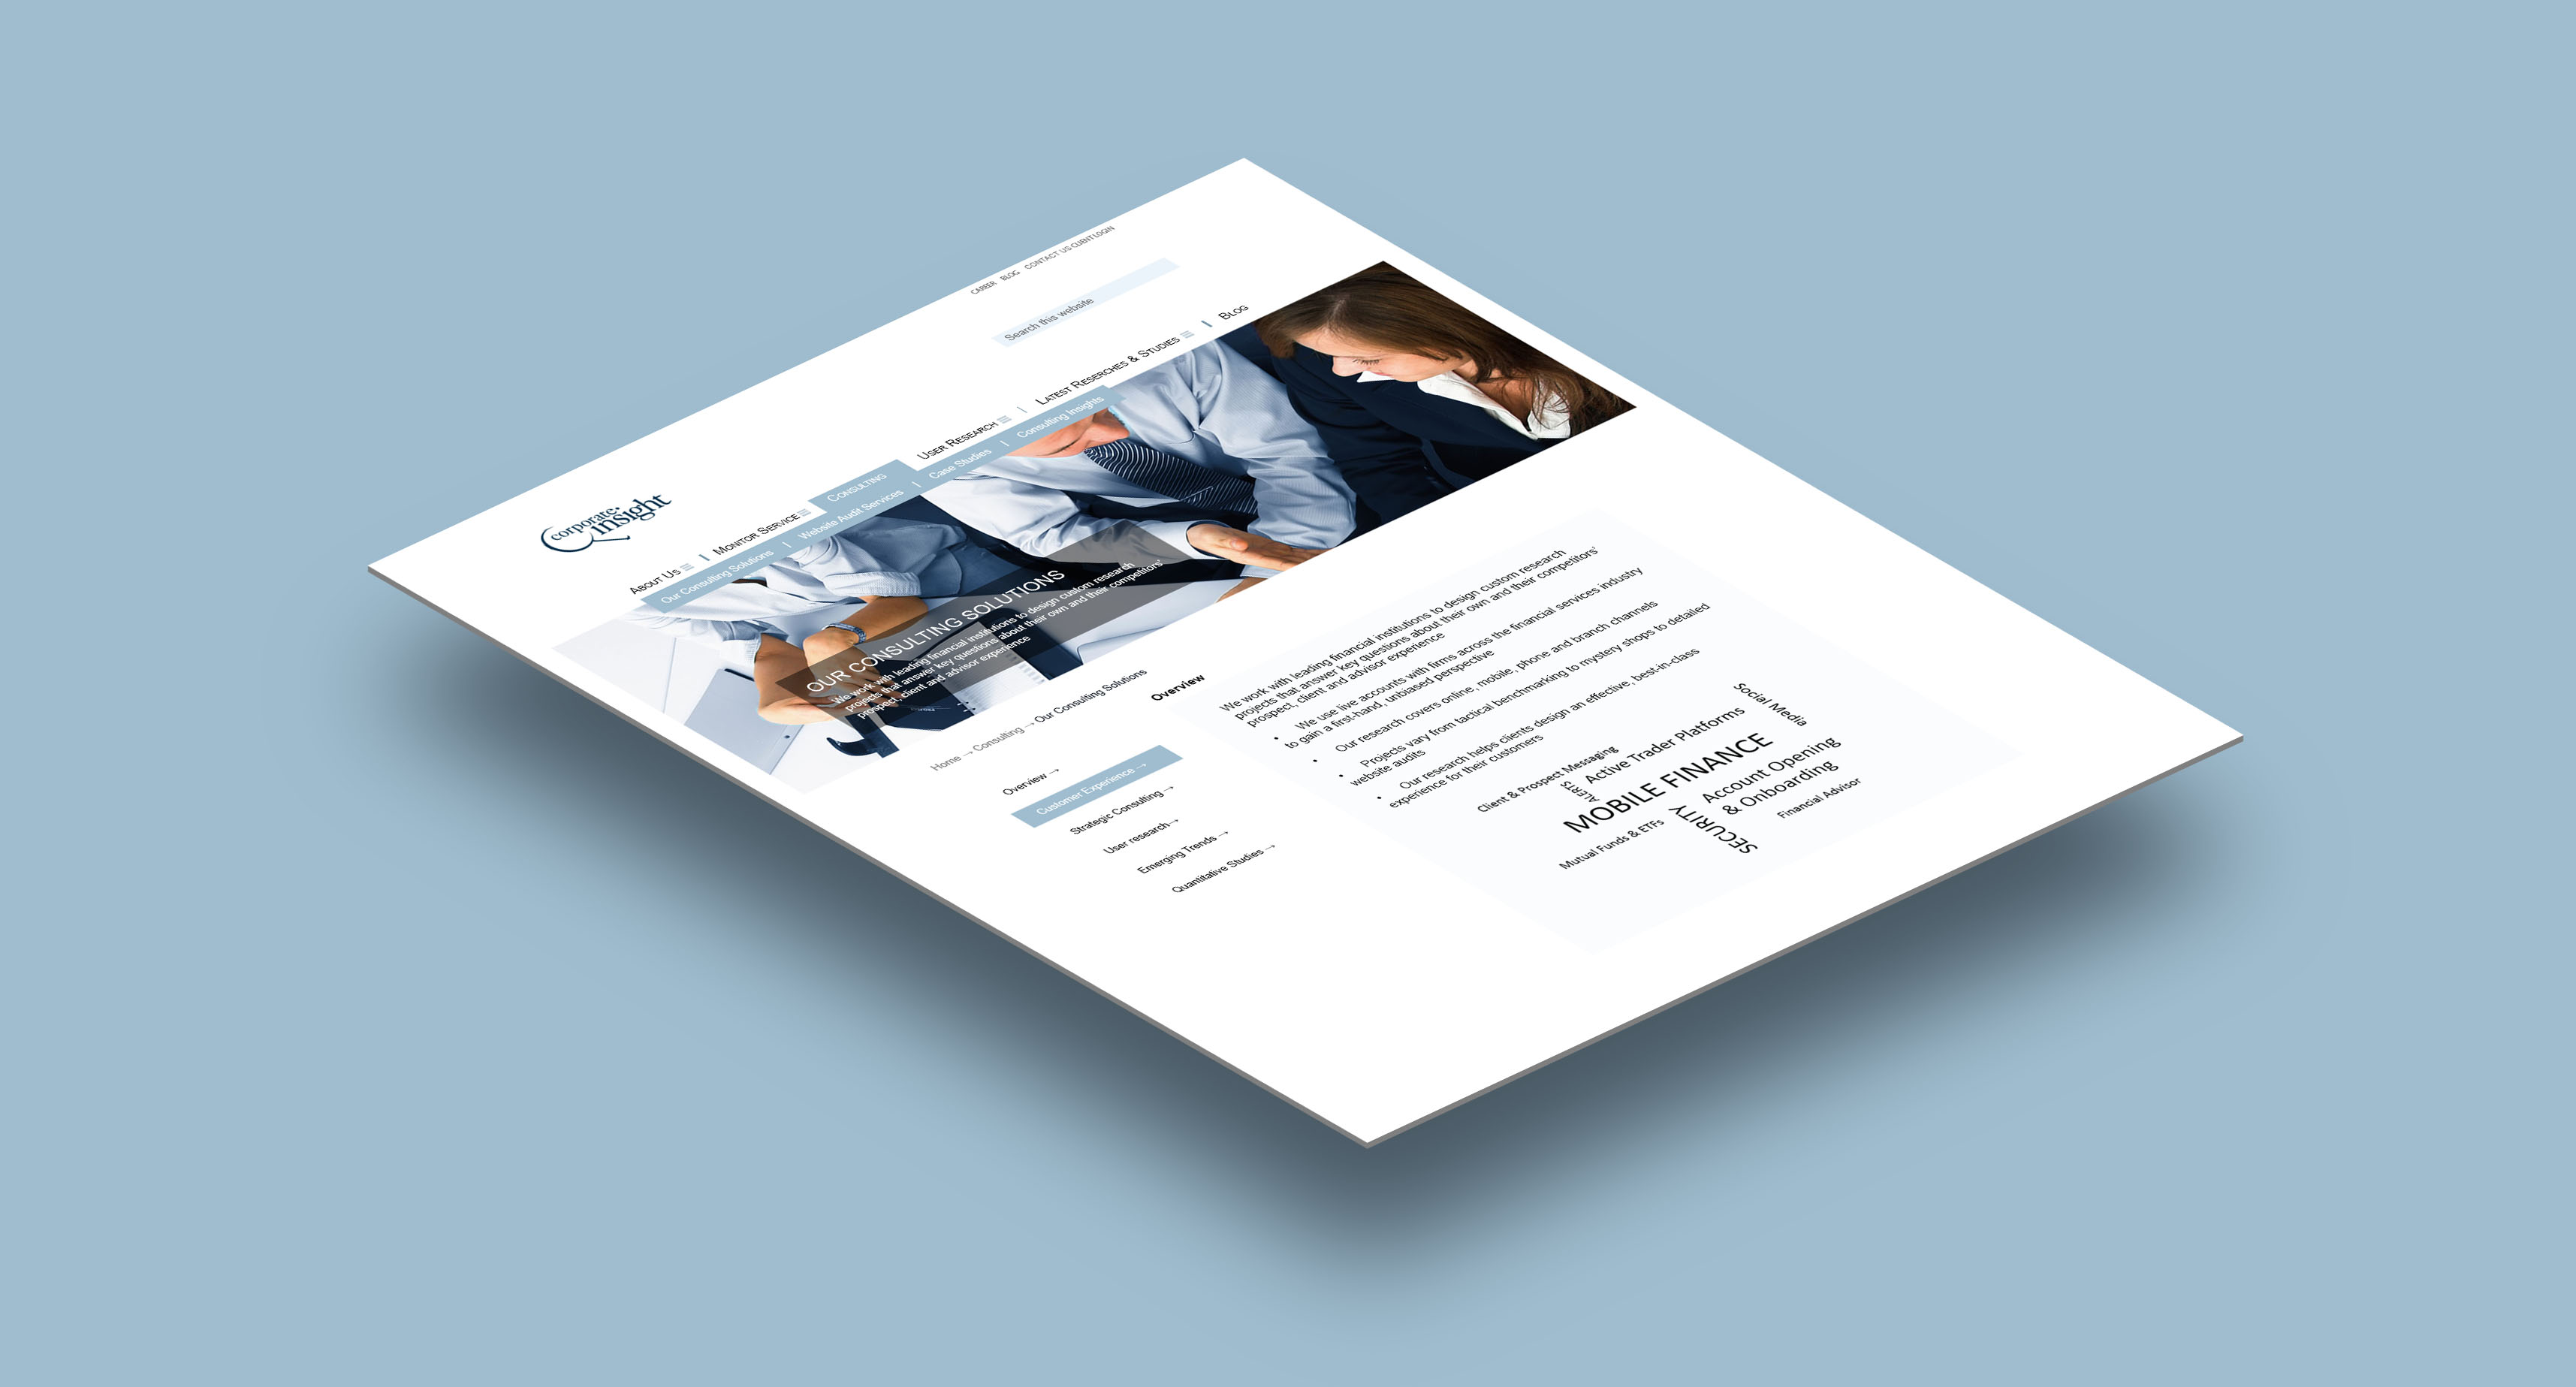 CAREER BLOG CONTACT US CLIENT LOGIN
Search this website
corporate
insight
ABOUT US | MONITOR SERVICE CONSULTING USER RESEARCH | LATEST RESERCHES & STUDIES | BLOG
Our Consulting Solutions | Website Audit Services | Case Studies | Consulting Insights
OUR CONSULTING SOLUTIONS
We work with leading financial institutions to design custom research
projects that answer key questions about their own and their competitors'
prospect, client and advisor experience
Home → Consulting → Our Consulting Solutions
Overview →
Customer Experience →
Strategic Consulting →
User research→
Emerging Trends →
Quantitative Studies →
Overview
We work with leading financial institutions to design custom research
projects that answer key questions about their own and their competitors'
prospect, client and advisor experience
• We use live accounts with firms across the financial services industry
to gain a first-hand, unbiased perspective
• Our research covers online, mobile, phone and branch channels
• Projects vary from tactical benchmarking to mystery shops to detailed
website audits
• Our research helps clients design an effective, best-in-class
experience for their customers
Social Media
Client & Prospect Messaging
Active Trader Platforms
ALERTS
MOBILE FINANCE
Account Opening
& Onboarding
Mutual Funds & ETFs
SECURITY
Financial Advisor